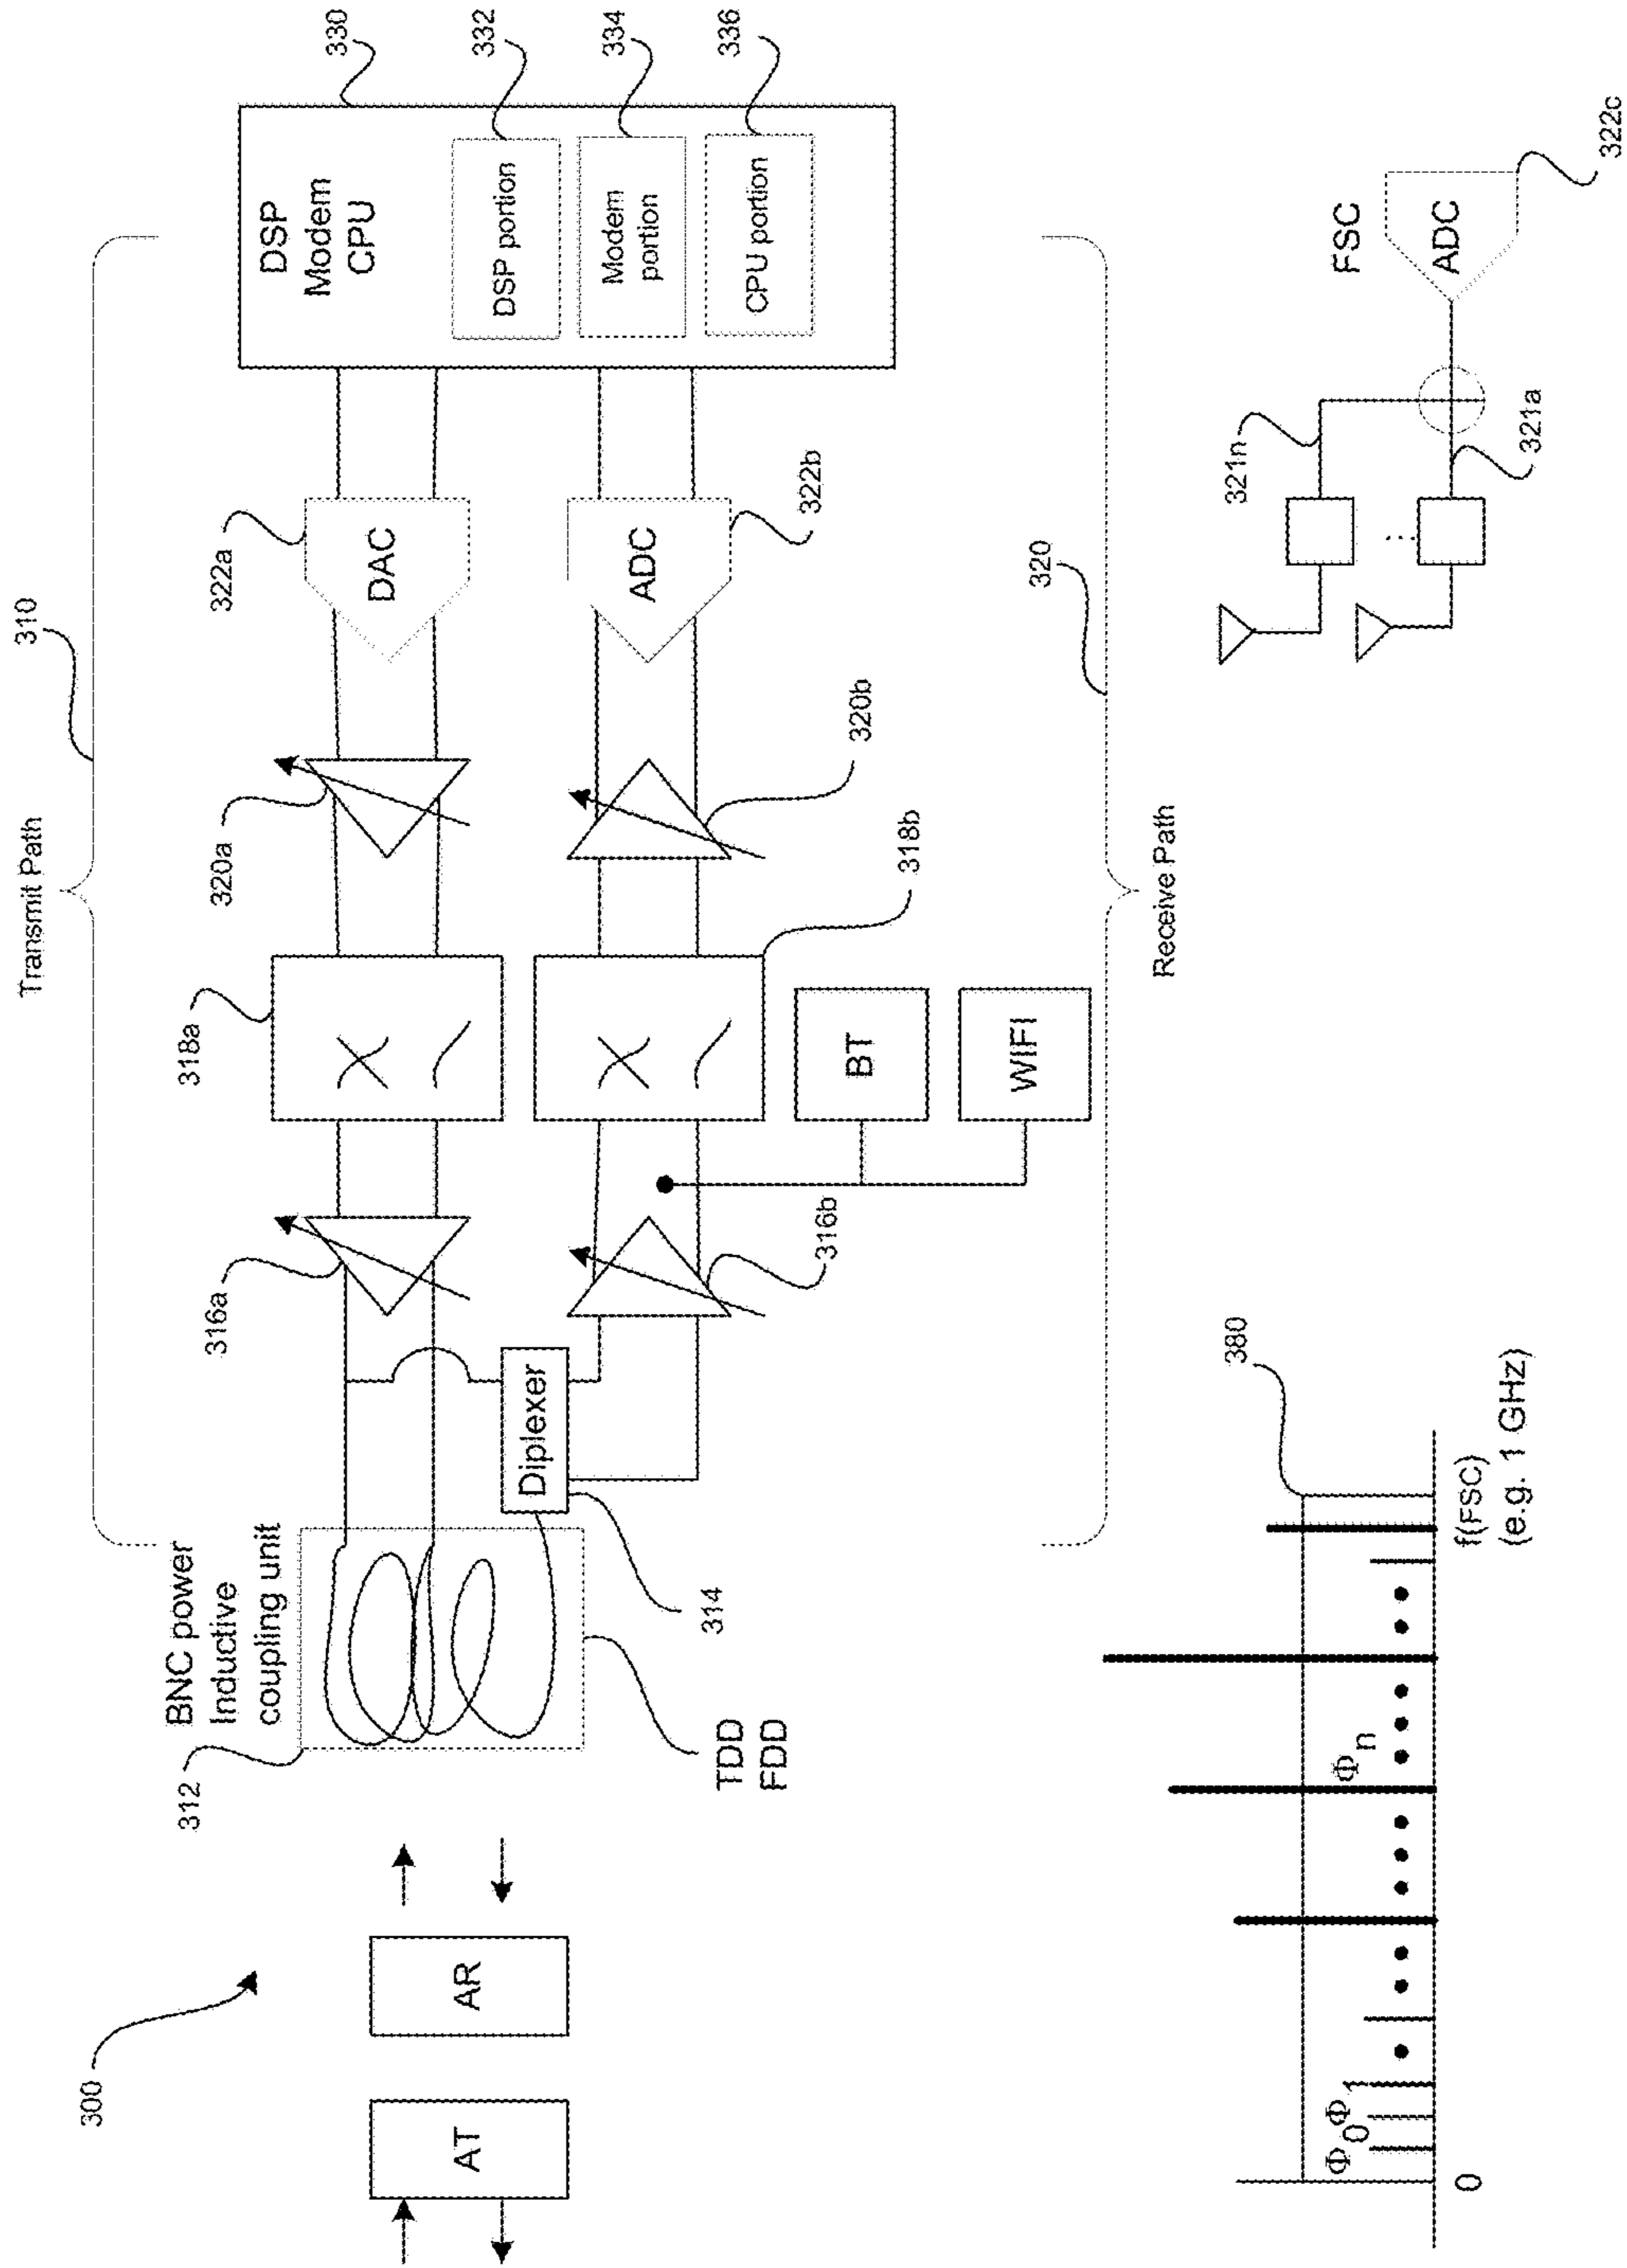 300
Transmit Path
310
BNC power
Inductive
coupling unit
312
316a
318a
320a
322a
DAC
330
DSP
Modem
CPU
DSP portion
332
Modem
portion
334
CPU portion
336
AT
AR
TDD
FDD
Diplexer
314
316b
318b
320b
ADC
322b
BT
WIFI
320
Receive Path
Φ0
Φ1
Φn
380
0
f(FSC)
(e.g. 1 GHz)
321n
321a
FSC
ADC
322c